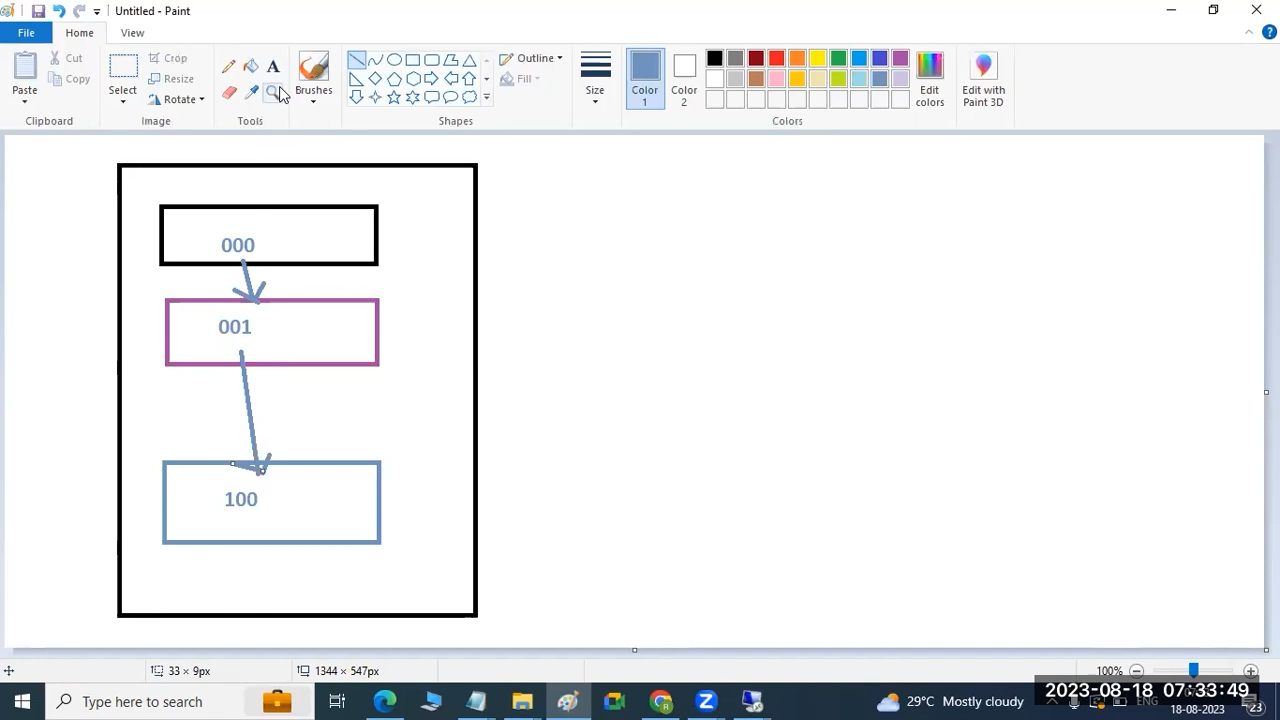 Untitled - Paint
File Home View
Paste
Cut
Copy
Clipboard
Select
Crop
Resize
Rotate
Image
A
Tools
Brushes
Shapes
Outline
Fill
Size
Color 1
Color 2
Edit colors
Colors
Edit with Paint 3D
000
001
100
33 × 9px
1344 × 547px
100%
Type here to search
29°C Mostly cloudy
ENG
2023-08-18 07:33:49
18-08-2023
23